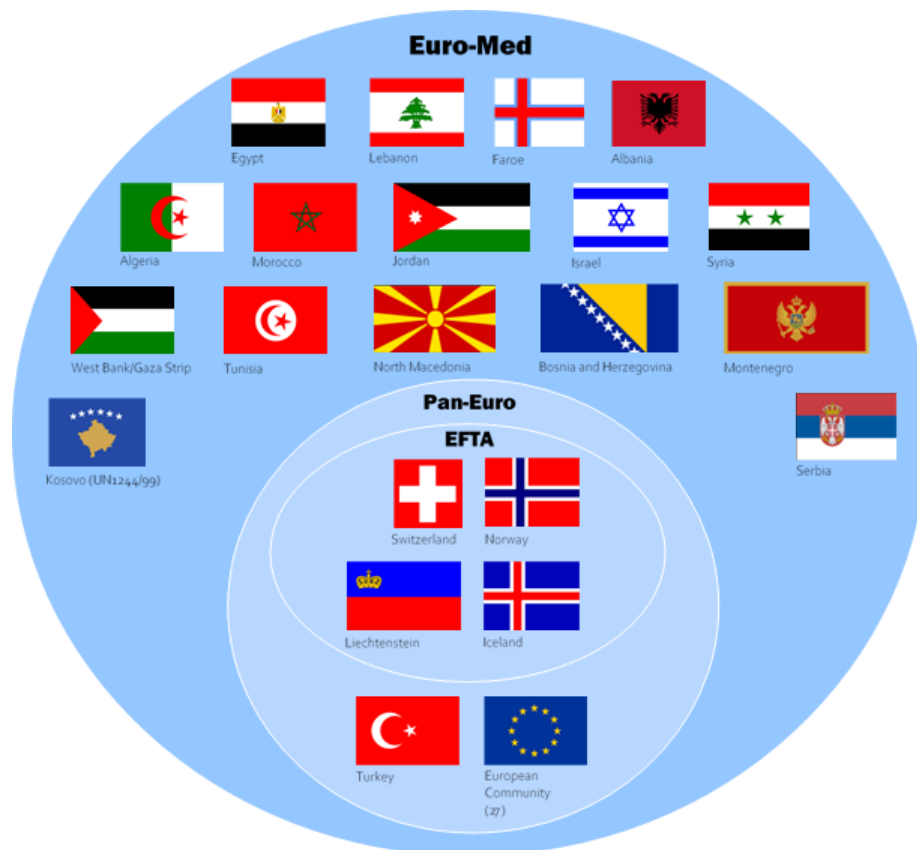 Euro-Med
Egypt
Lebanon
Faroe
Albania
Algeria
Morocco
Jordan
Israel
Syria
West Bank/Gaza Strip
Tunisia
North Macedonia
Bosnia and Herzegovina
Montenegro
Pan-Euro
EFTA
Kosovo (UN1244/99)
Serbia
Switzerland
Norway
Liechtenstein
Iceland
Turkey
European
Community
(27)